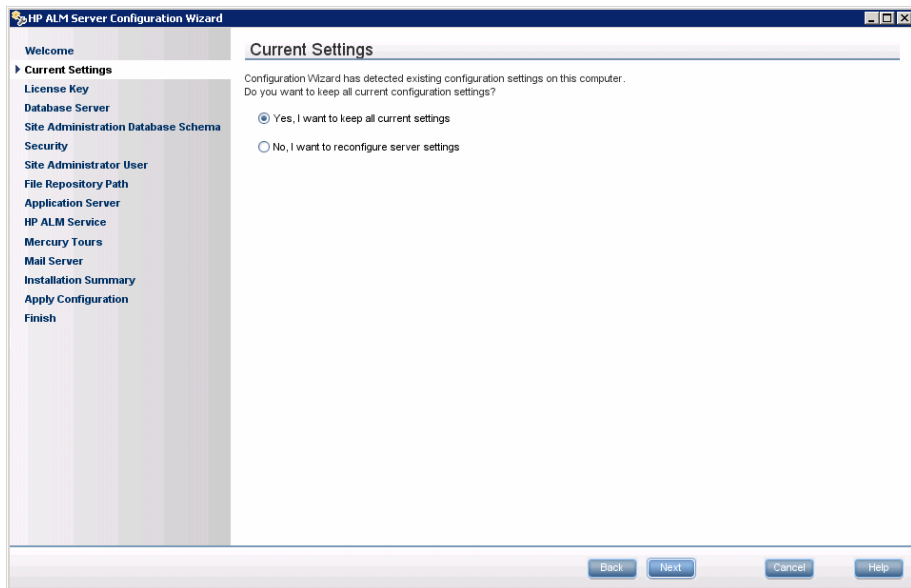 HP ALM Server Configuration Wizard
Welcome
Current Settings
License Key
Database Server
Site Administration Database Schema
Security
Site Administrator User
File Repository Path
Application Server
HP ALM Service
Mercury Tours
Mail Server
Installation Summary
Apply Configuration
Finish
Current Settings
Configuration Wizard has detected existing configuration settings on this computer.
Do you want to keep all current configuration settings?
Yes, I want to keep all current settings
No, I want to reconfigure server settings
Back
Next
Cancel
Help